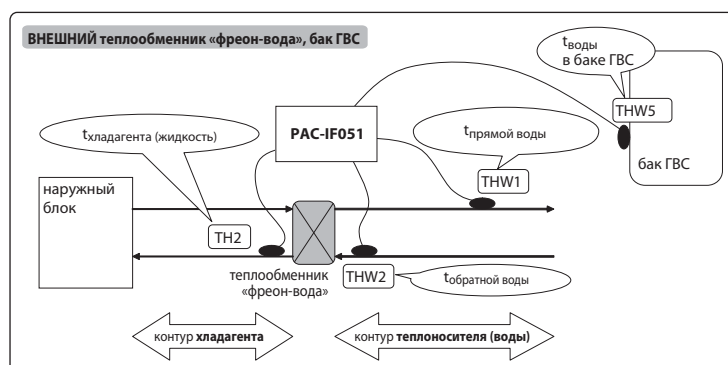 ВНЕШНИЙ теплообменник «фреон-вода», бак ГВС
tводы
в баке ГВС
THW5
бак ГВС
PAC-IF051
tхладагента (жидкость)
tпрямой воды
THW1
наружный
блок
TH2
теплообменник
«фреон-вода»
THW2
tобратной воды
контур хладагента
контур теплоносителя (воды)